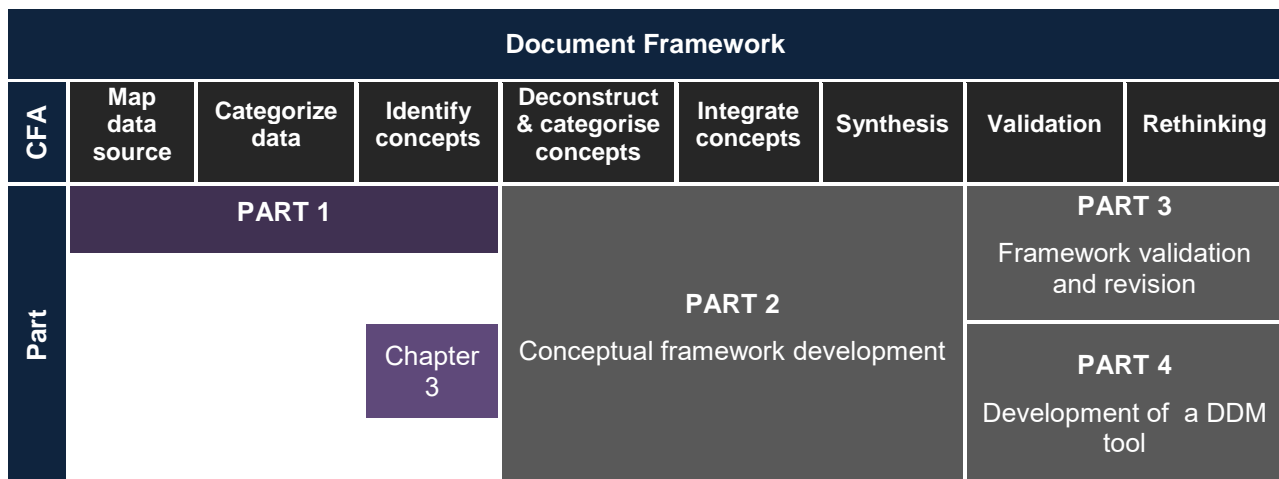 Document Framework
CFA
Map
data
source
Categorize
data
Identify
concepts
Deconstruct
& categorise
concepts
Integrate
concepts
Synthesis
Validation
Rethinking
Part
PART 1
Chapter
3
PART 2
Conceptual framework development
PART 3
Framework validation
and revision
PART 4
Development of a DDM
tool